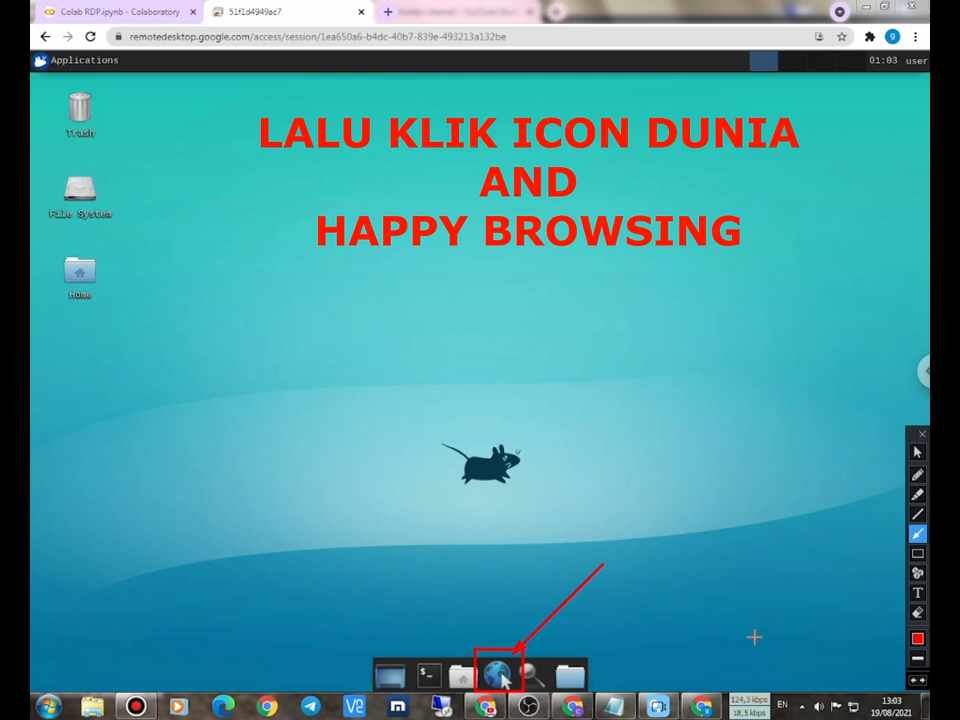 Colab RDP.ipynb - Colaboratory
51f1d4949ac7
remotedesktop.google.com/access/session/1ea650a6-b4dc-40b7-839e-493213a132be
Applications
01:03 user
Trash
File System
Home
LALU KLIK ICON DUNIA
AND
HAPPY BROWSING
T
124,3 kbps
18,5 kbps
EN
13:03
19/08/2021